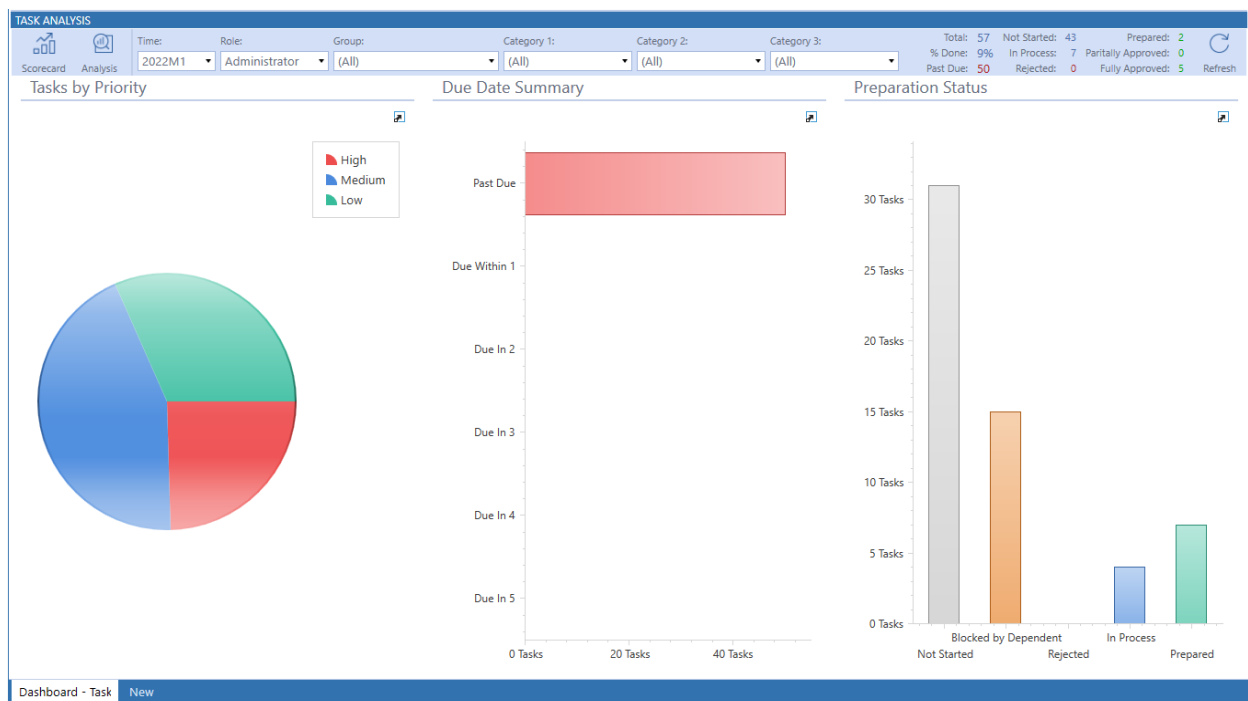 TASK ANALYSIS
Scorecard
Analysis
Time:
2022M1
Role:
Administrator
Group:
(All)
Category 1:
(All)
Category 2:
(All)
Category 3:
(All)
Total: 57 Not Started: 43 Prepared: 2
% Done: 9% In Process: 7 Paritally Approved: 0
Past Due: 50 Rejected: 0 Fully Approved: 5
Refresh
Tasks by Priority
High
Medium
Low
Due Date Summary
Past Due
Due Within 1
Due In 2
Due In 3
Due In 4
Due In 5
0 Tasks 20 Tasks 40 Tasks
Preparation Status
30 Tasks
25 Tasks
20 Tasks
15 Tasks
10 Tasks
5 Tasks
0 Tasks
Blocked by Dependent In Process
Not Started Rejected Prepared
Dashboard - Task New